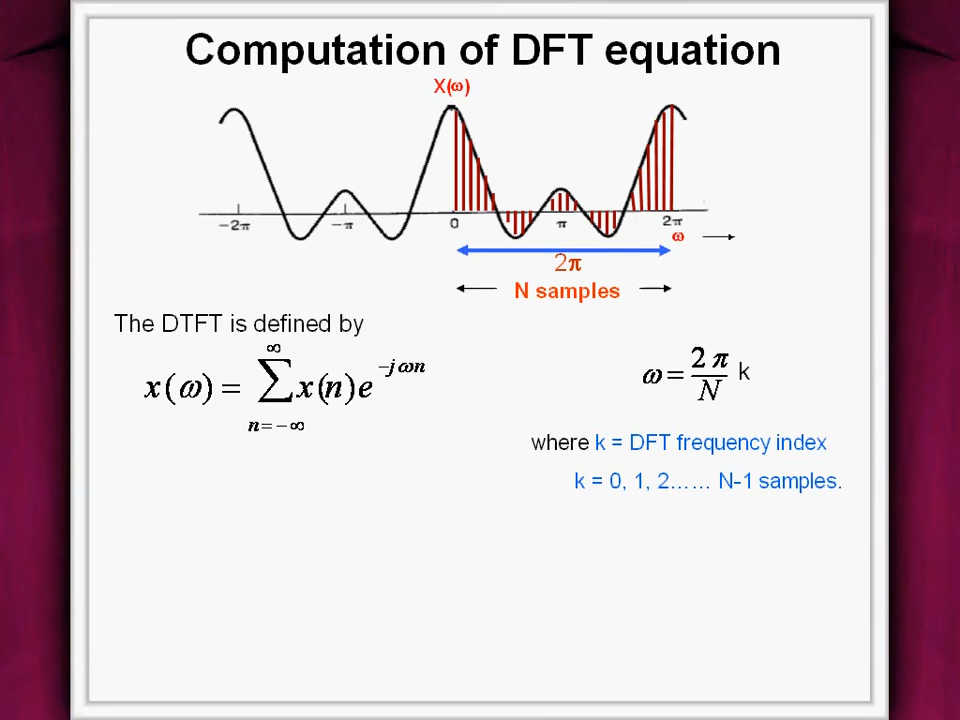 Computation of DFT equation
X(ω)
−2π −π 0 π 2π
ω
2π
N samples
The DTFT is defined by
x(ω) = ∑_{n=−∞}^{∞} x(n)e^{−jωn}
ω = 2π/N k
where k = DFT frequency index
k = 0, 1, 2…… N-1 samples.